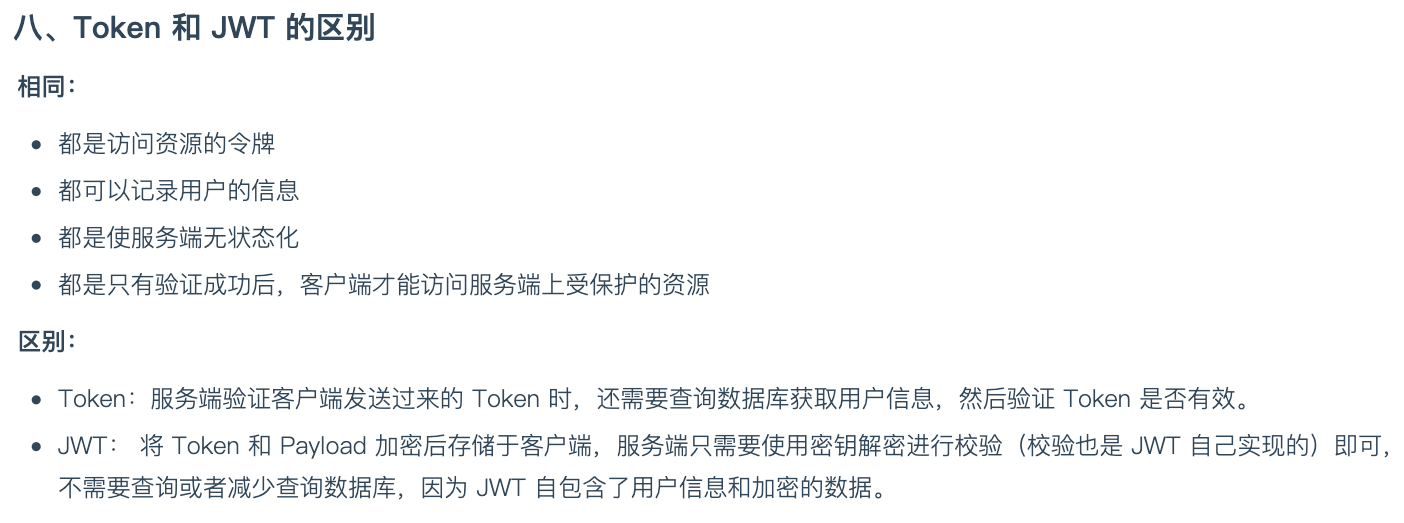 八、Token 和 JWT 的区别
相同：
• 都是访问资源的令牌
• 都可以记录用户的信息
• 都是使服务端无状态化
• 都是只有验证成功后，客户端才能访问服务端上受保护的资源
区别：
• Token：服务端验证客户端发送过来的 Token 时，还需要查询数据库获取用户信息，然后验证 Token 是否有效。
• JWT： 将 Token 和 Payload 加密后存储于客户端，服务端只需要使用密钥解密进行校验（校验也是 JWT 自己实现的）即可，
不需要查询或者减少查询数据库，因为 JWT 自包含了用户信息和加密的数据。